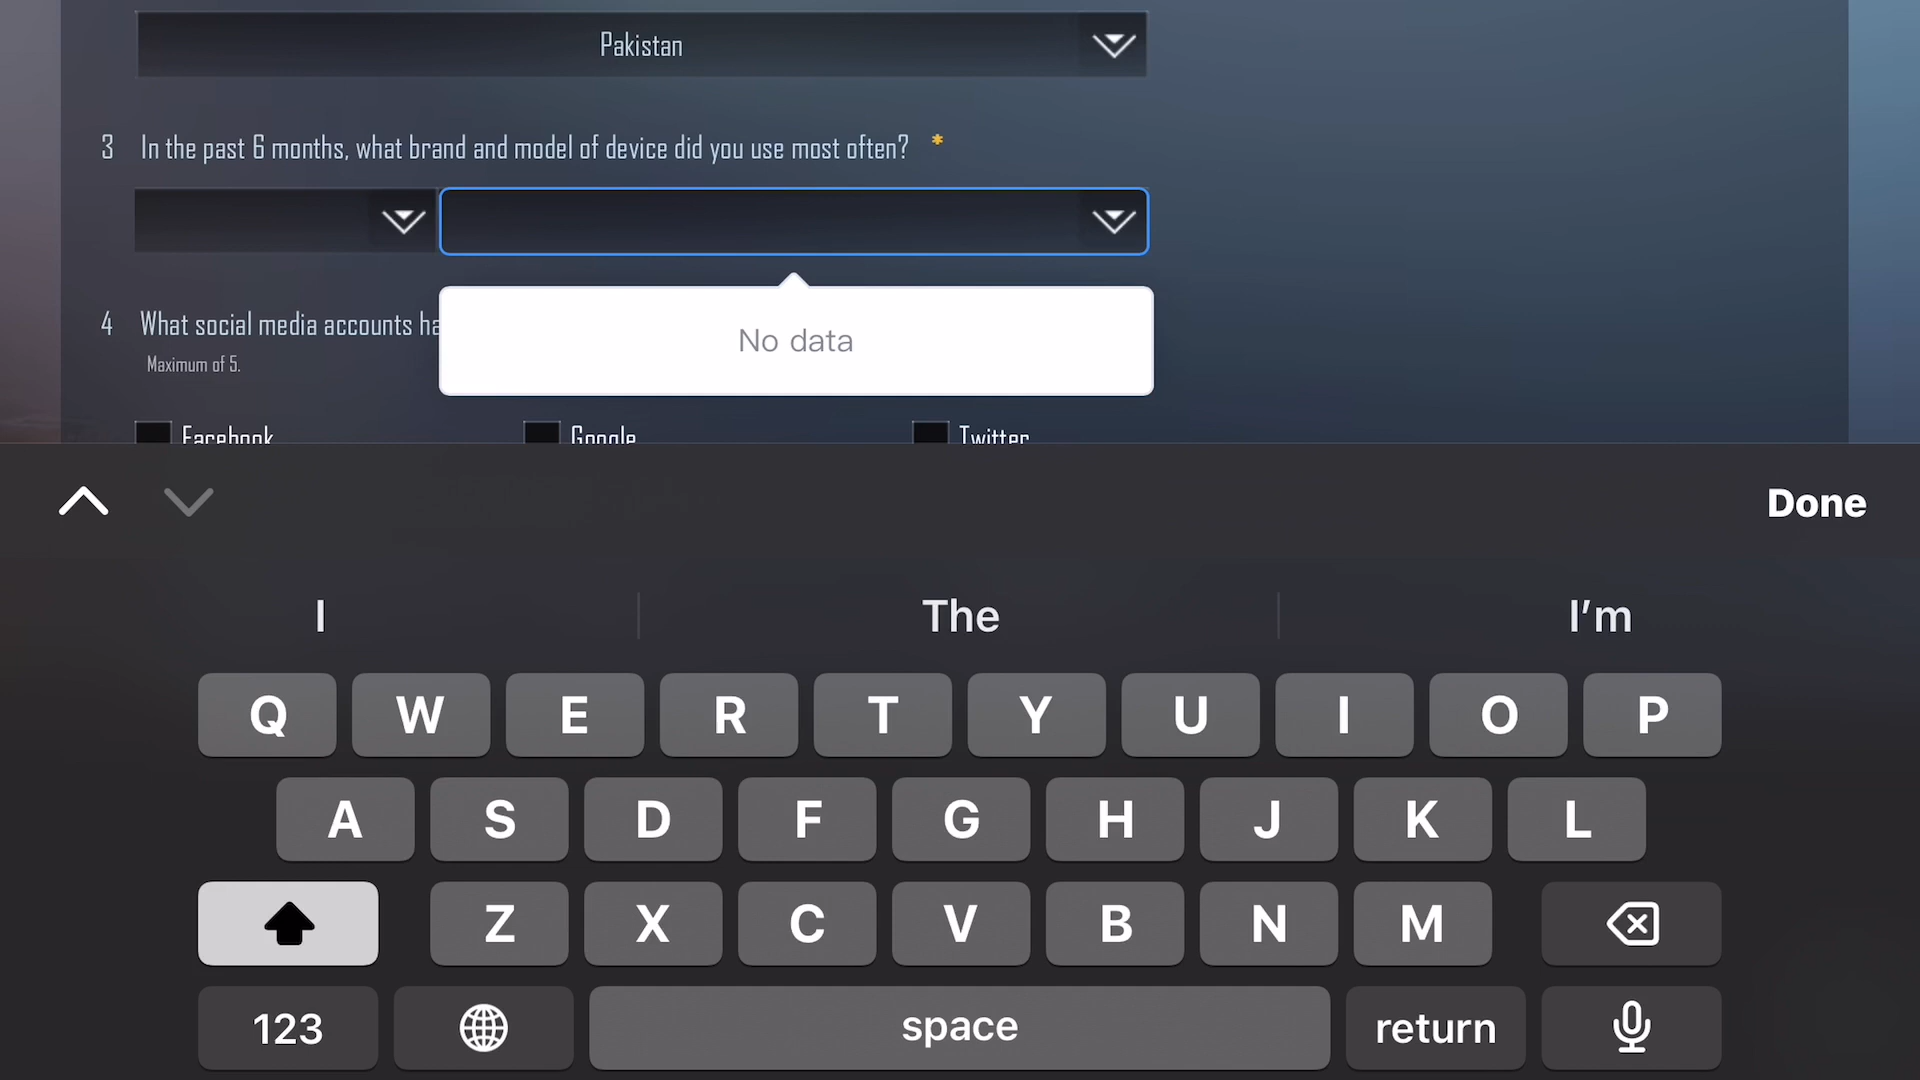 Pakistan
3 In the past 6 months, what brand and model of device did you use most often? *
No data
4 What social media accounts ha
Maximum of 5.
Facebook Google Twitter
Done
I The I'm
Q W E R T Y U I O P
A S D F G H J K L
Z X C V B N M
123 space return